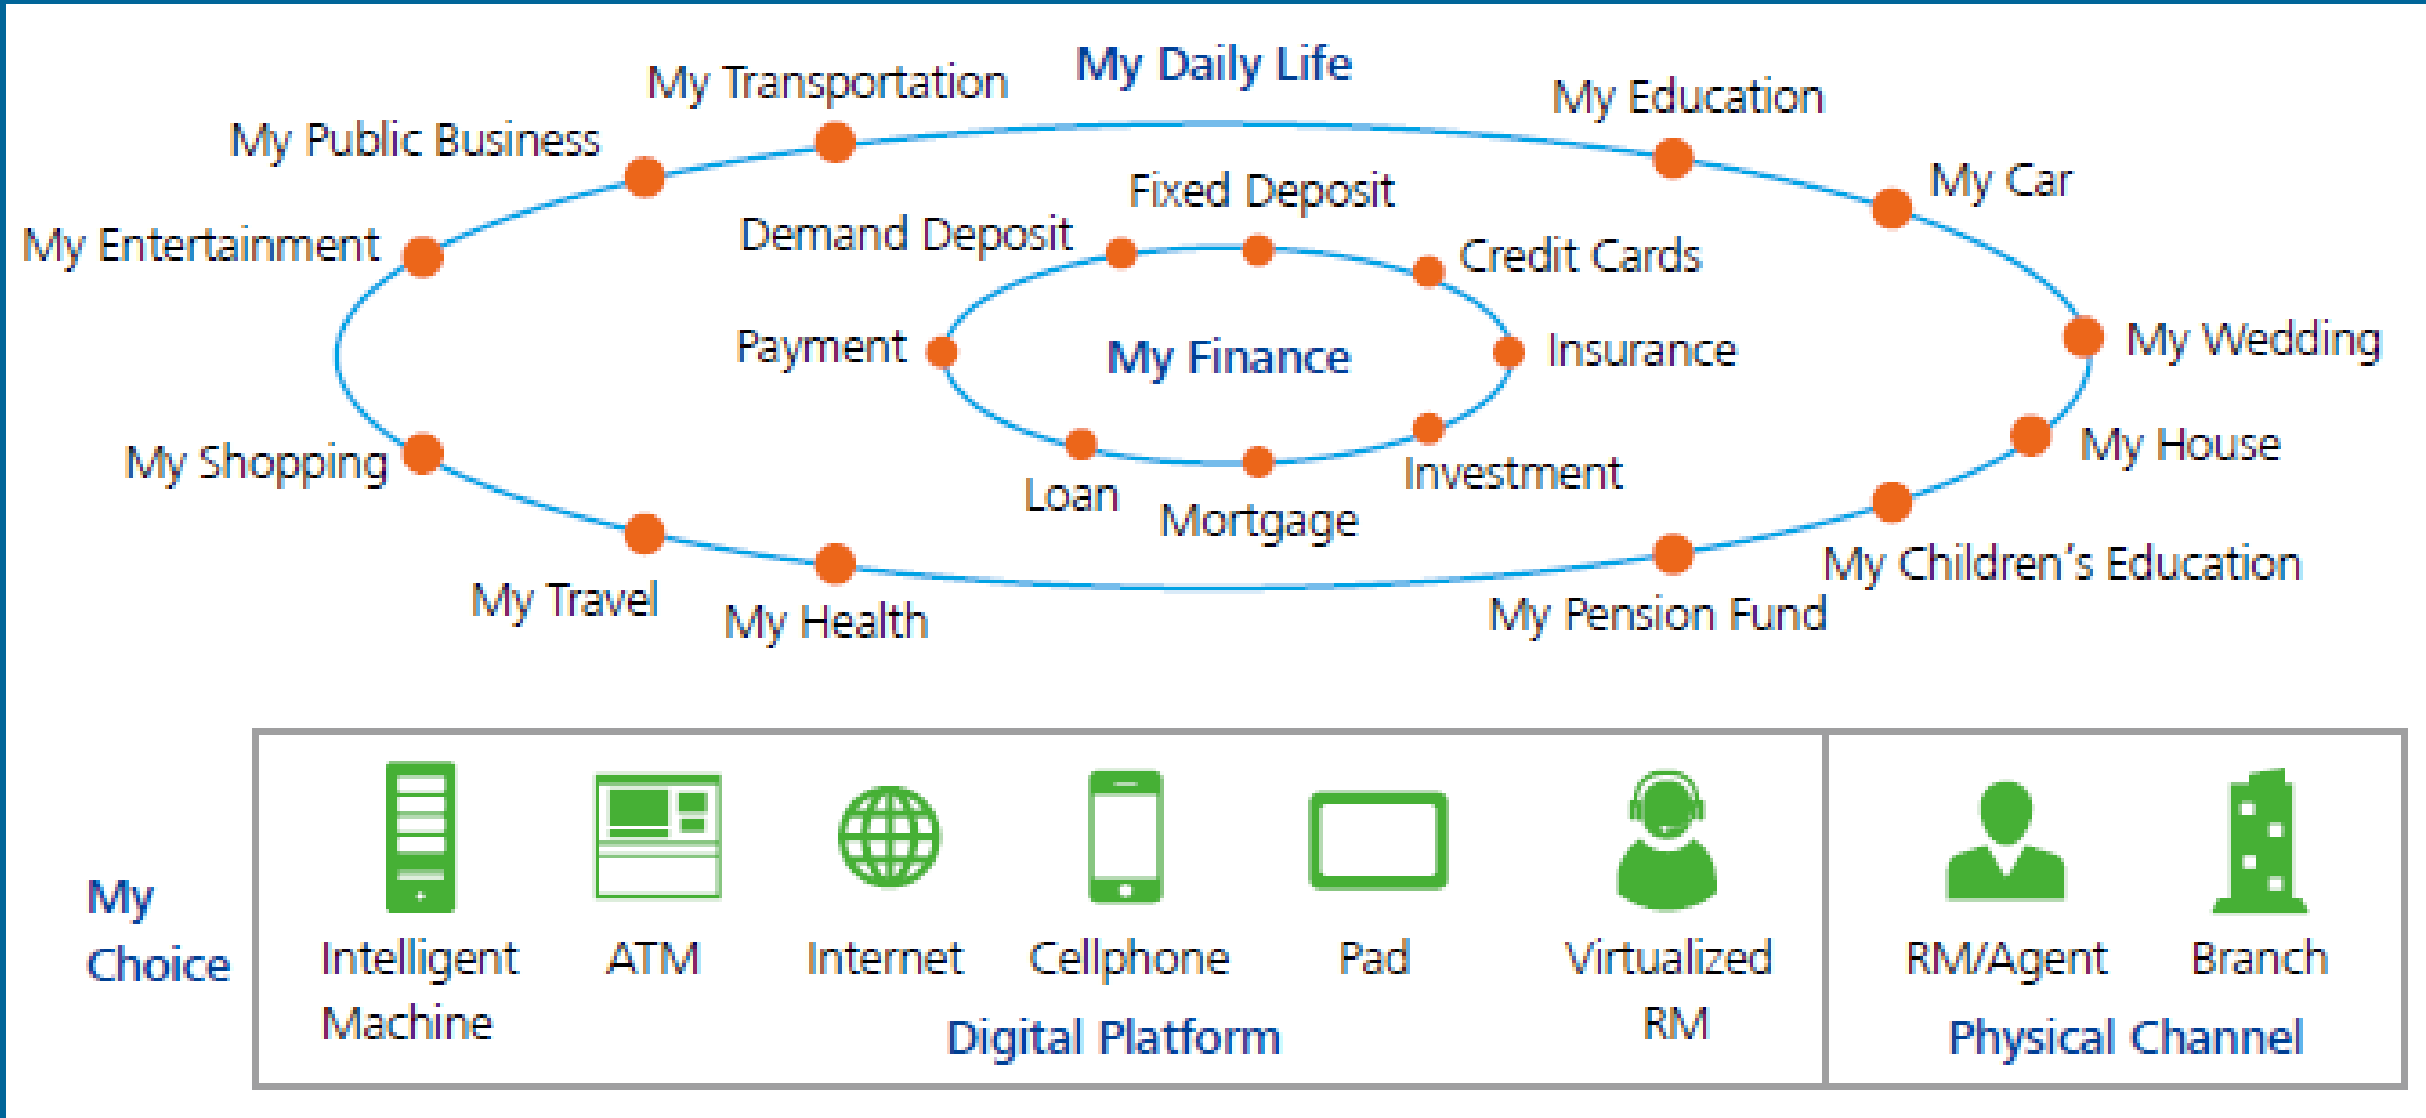 My Daily Life
My Transportation
My Education
My Public Business
My Car
Fixed Deposit
Demand Deposit
My Entertainment
Credit Cards
Payment
My Finance
Insurance
My Wedding
My Shopping
My House
Investment
Loan
Mortgage
My Children's Education
My Travel
My Health
My Pension Fund
My
Choice
Intelligent
Machine
ATM
Internet
Cellphone
Pad
Virtualized
RM
Digital Platform
RM/Agent
Branch
Physical Channel